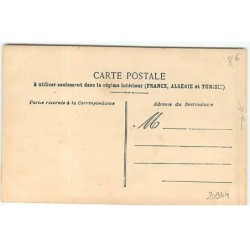 CARTE POSTALE
à utiliser seulement dans le régime intérieur (FRANCE, ALGÉRIE et TUNISIE)
Partie réservée à la Correspondance
Adresse du Destinataire
M